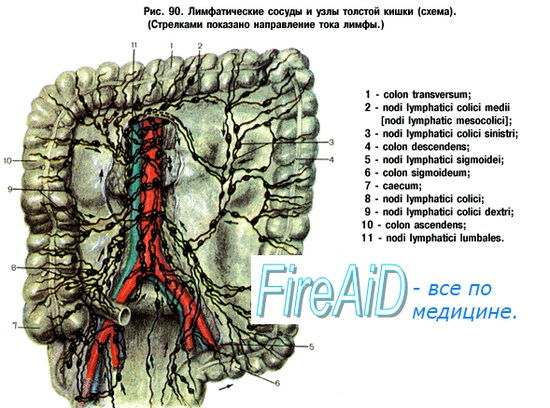 Рис. 90. Лимфатические сосуды и узлы толстой кишки (схема).
(Стрелками показано направление тока лимфы.)
11 1 2
10
9
8
7
3
4
5
6
1 - colon transversum;
2 - nodi lymphatici colici medii
[nodi lymphatic mesocolici];
3 - nodi lymphatici colici sinistri;
4 - colon descendens;
5 - nodi lymphatici sigmoidei;
6 - colon sigmoideum;
7 - caecum;
8 - nodi lymphatici colici;
9 - nodi lymphatici colici dextri;
10 - colon ascendens;
11 - nodi lymphatici lumbales.
FireAiD - все по
медицине.